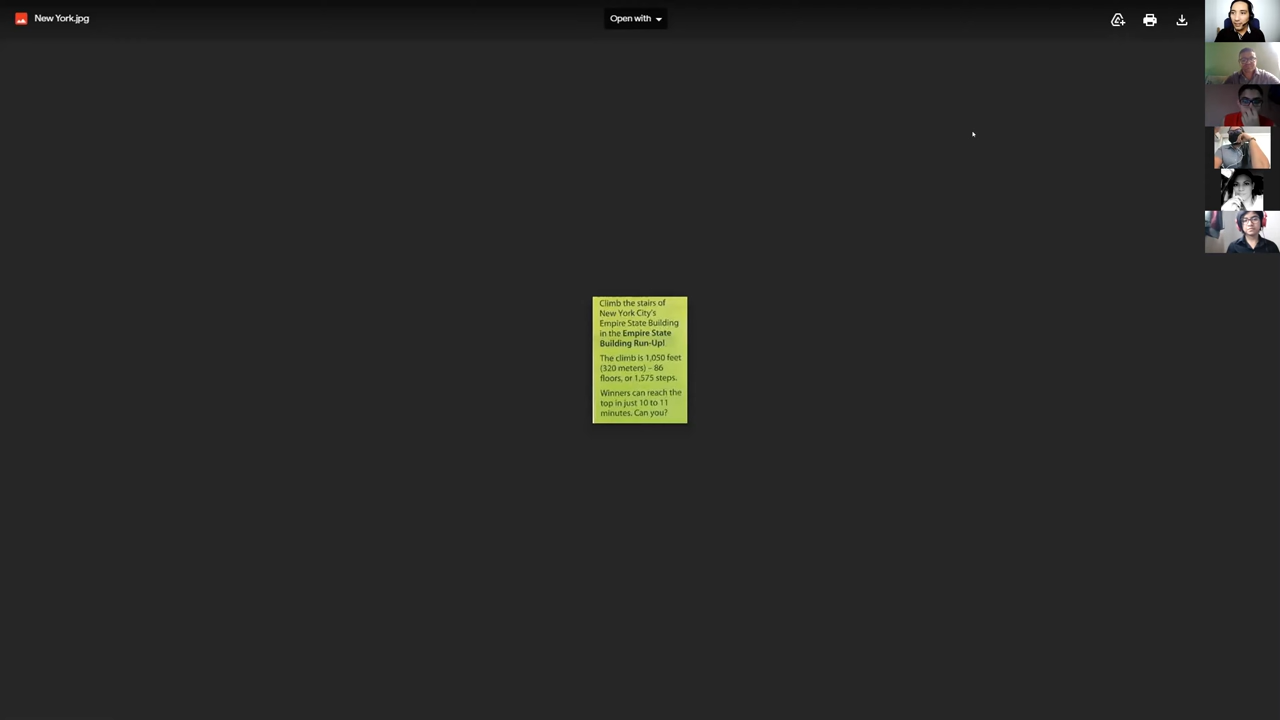 New York.jpg
Open with
Climb the stairs of
New York City's
Empire State Building
in the Empire State
Building Run-Up!
The climb is 1,050 feet
(320 meters) – 86
floors, or 1,575 steps.
Winners can reach the
top in just 10 to 11
minutes. Can you?